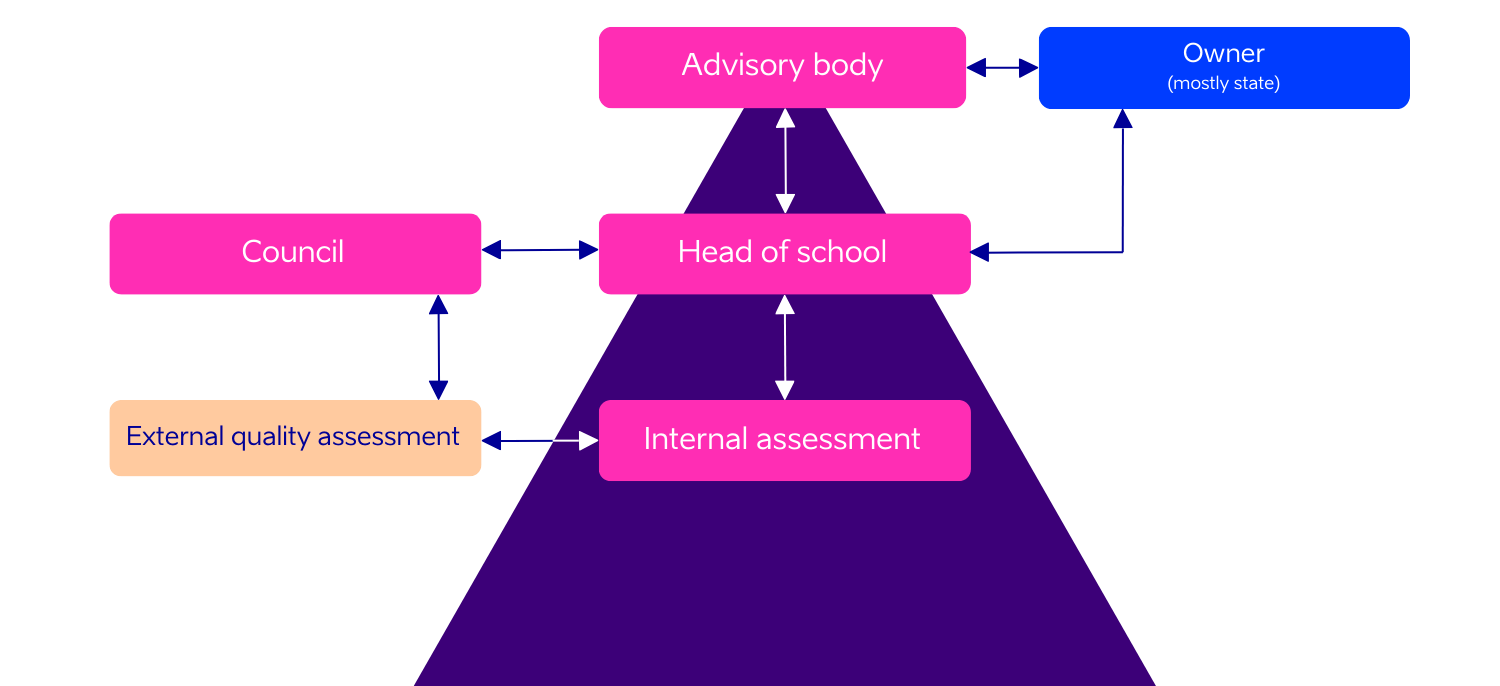 Advisory body
Owner
(mostly state)
Council
Head of school
External quality assessment
Internal assessment